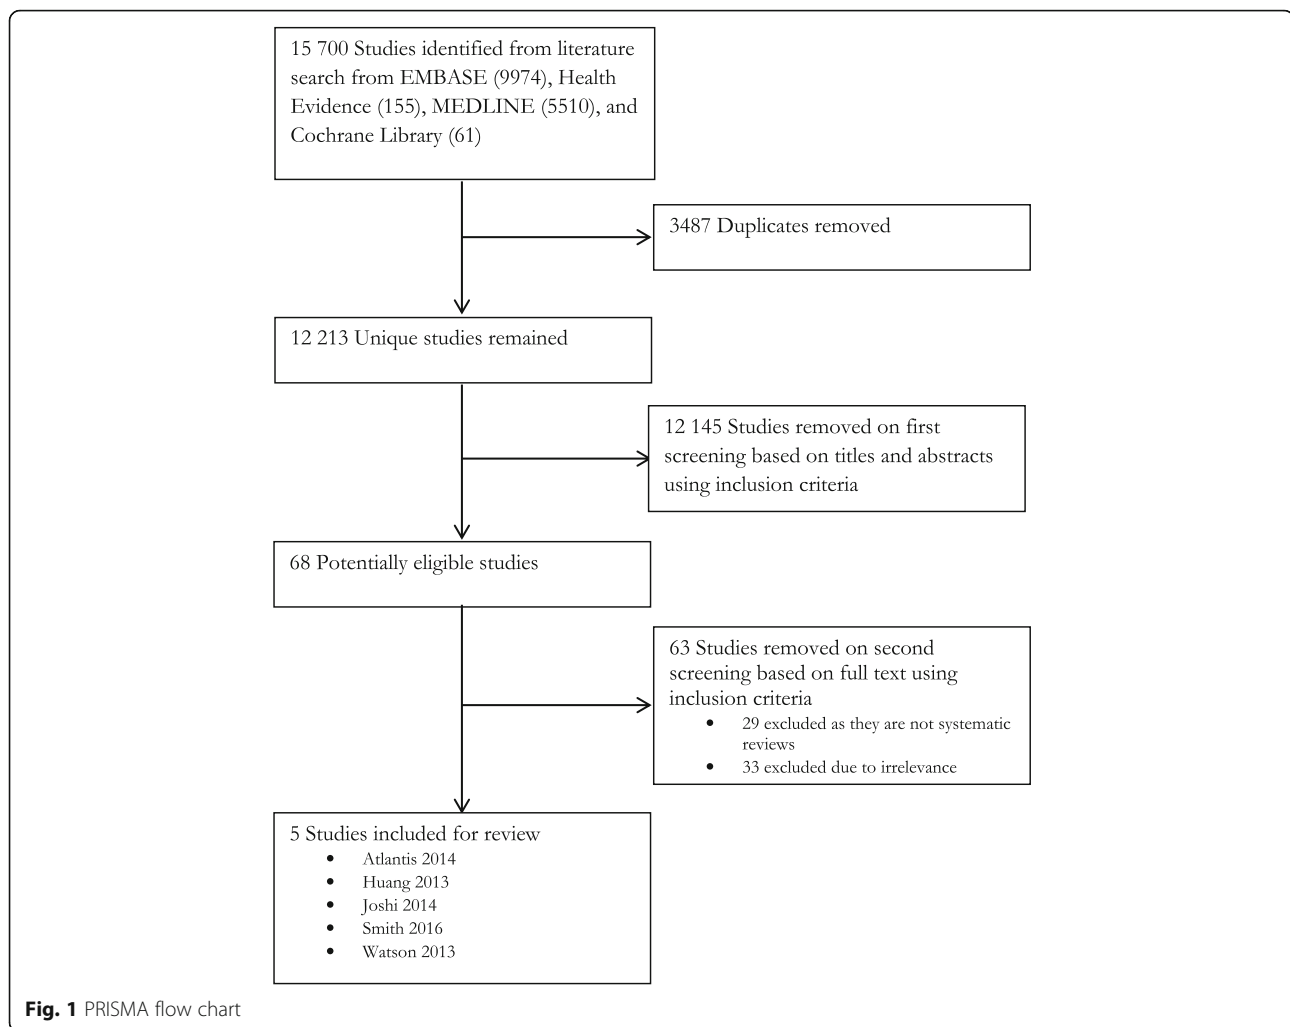 15 700 Studies identified from literature
search from EMBASE (9974), Health
Evidence (155), MEDLINE (5510), and
Cochrane Library (61)
3487 Duplicates removed
12 213 Unique studies remained
12 145 Studies removed on first
screening based on titles and abstracts
using inclusion criteria
68 Potentially eligible studies
63 Studies removed on second
screening based on full text using
inclusion criteria
• 29 excluded as they are not systematic
reviews
• 33 excluded due to irrelevance
5 Studies included for review
• Atlantis 2014
• Huang 2013
• Joshi 2014
• Smith 2016
• Watson 2013
Fig. 1 PRISMA flow chart